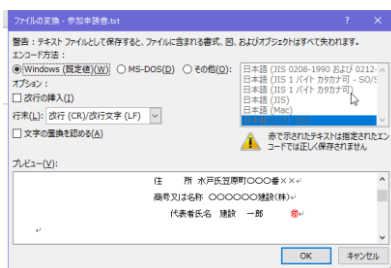 ファイルの変換 - 参加申請書.txt
警告：テキスト ファイルとして保存すると、ファイルに含まれる書式、図、およびオブジェクトはすべて失われます。
エンコード方法：
Windows (既定値)(W) MS-DOS(D) その他(O):
日本語 (JIS 0208-1990 および 0212-
日本語 (JIS 1 バイト カタカナ可 - SO/S
日本語 (JIS 1 バイト カタカナ可)
日本語 (JIS)
日本語 (Mac)
オプション：
改行の挿入(I)
行末(L): 改行 (CR)/改行文字 (LF)
文字の置換を認める(A)
赤で示されたテキストは指定されたエン
コードでは正しく保存されません
プレビュー(V):
住 所 水戸氏笠原町○○○番××↵
商号又は名称 ○○○○○○建設(株)↵
代表者氏名 建設 一郎 ㊞↵
↵
OK キャンセル